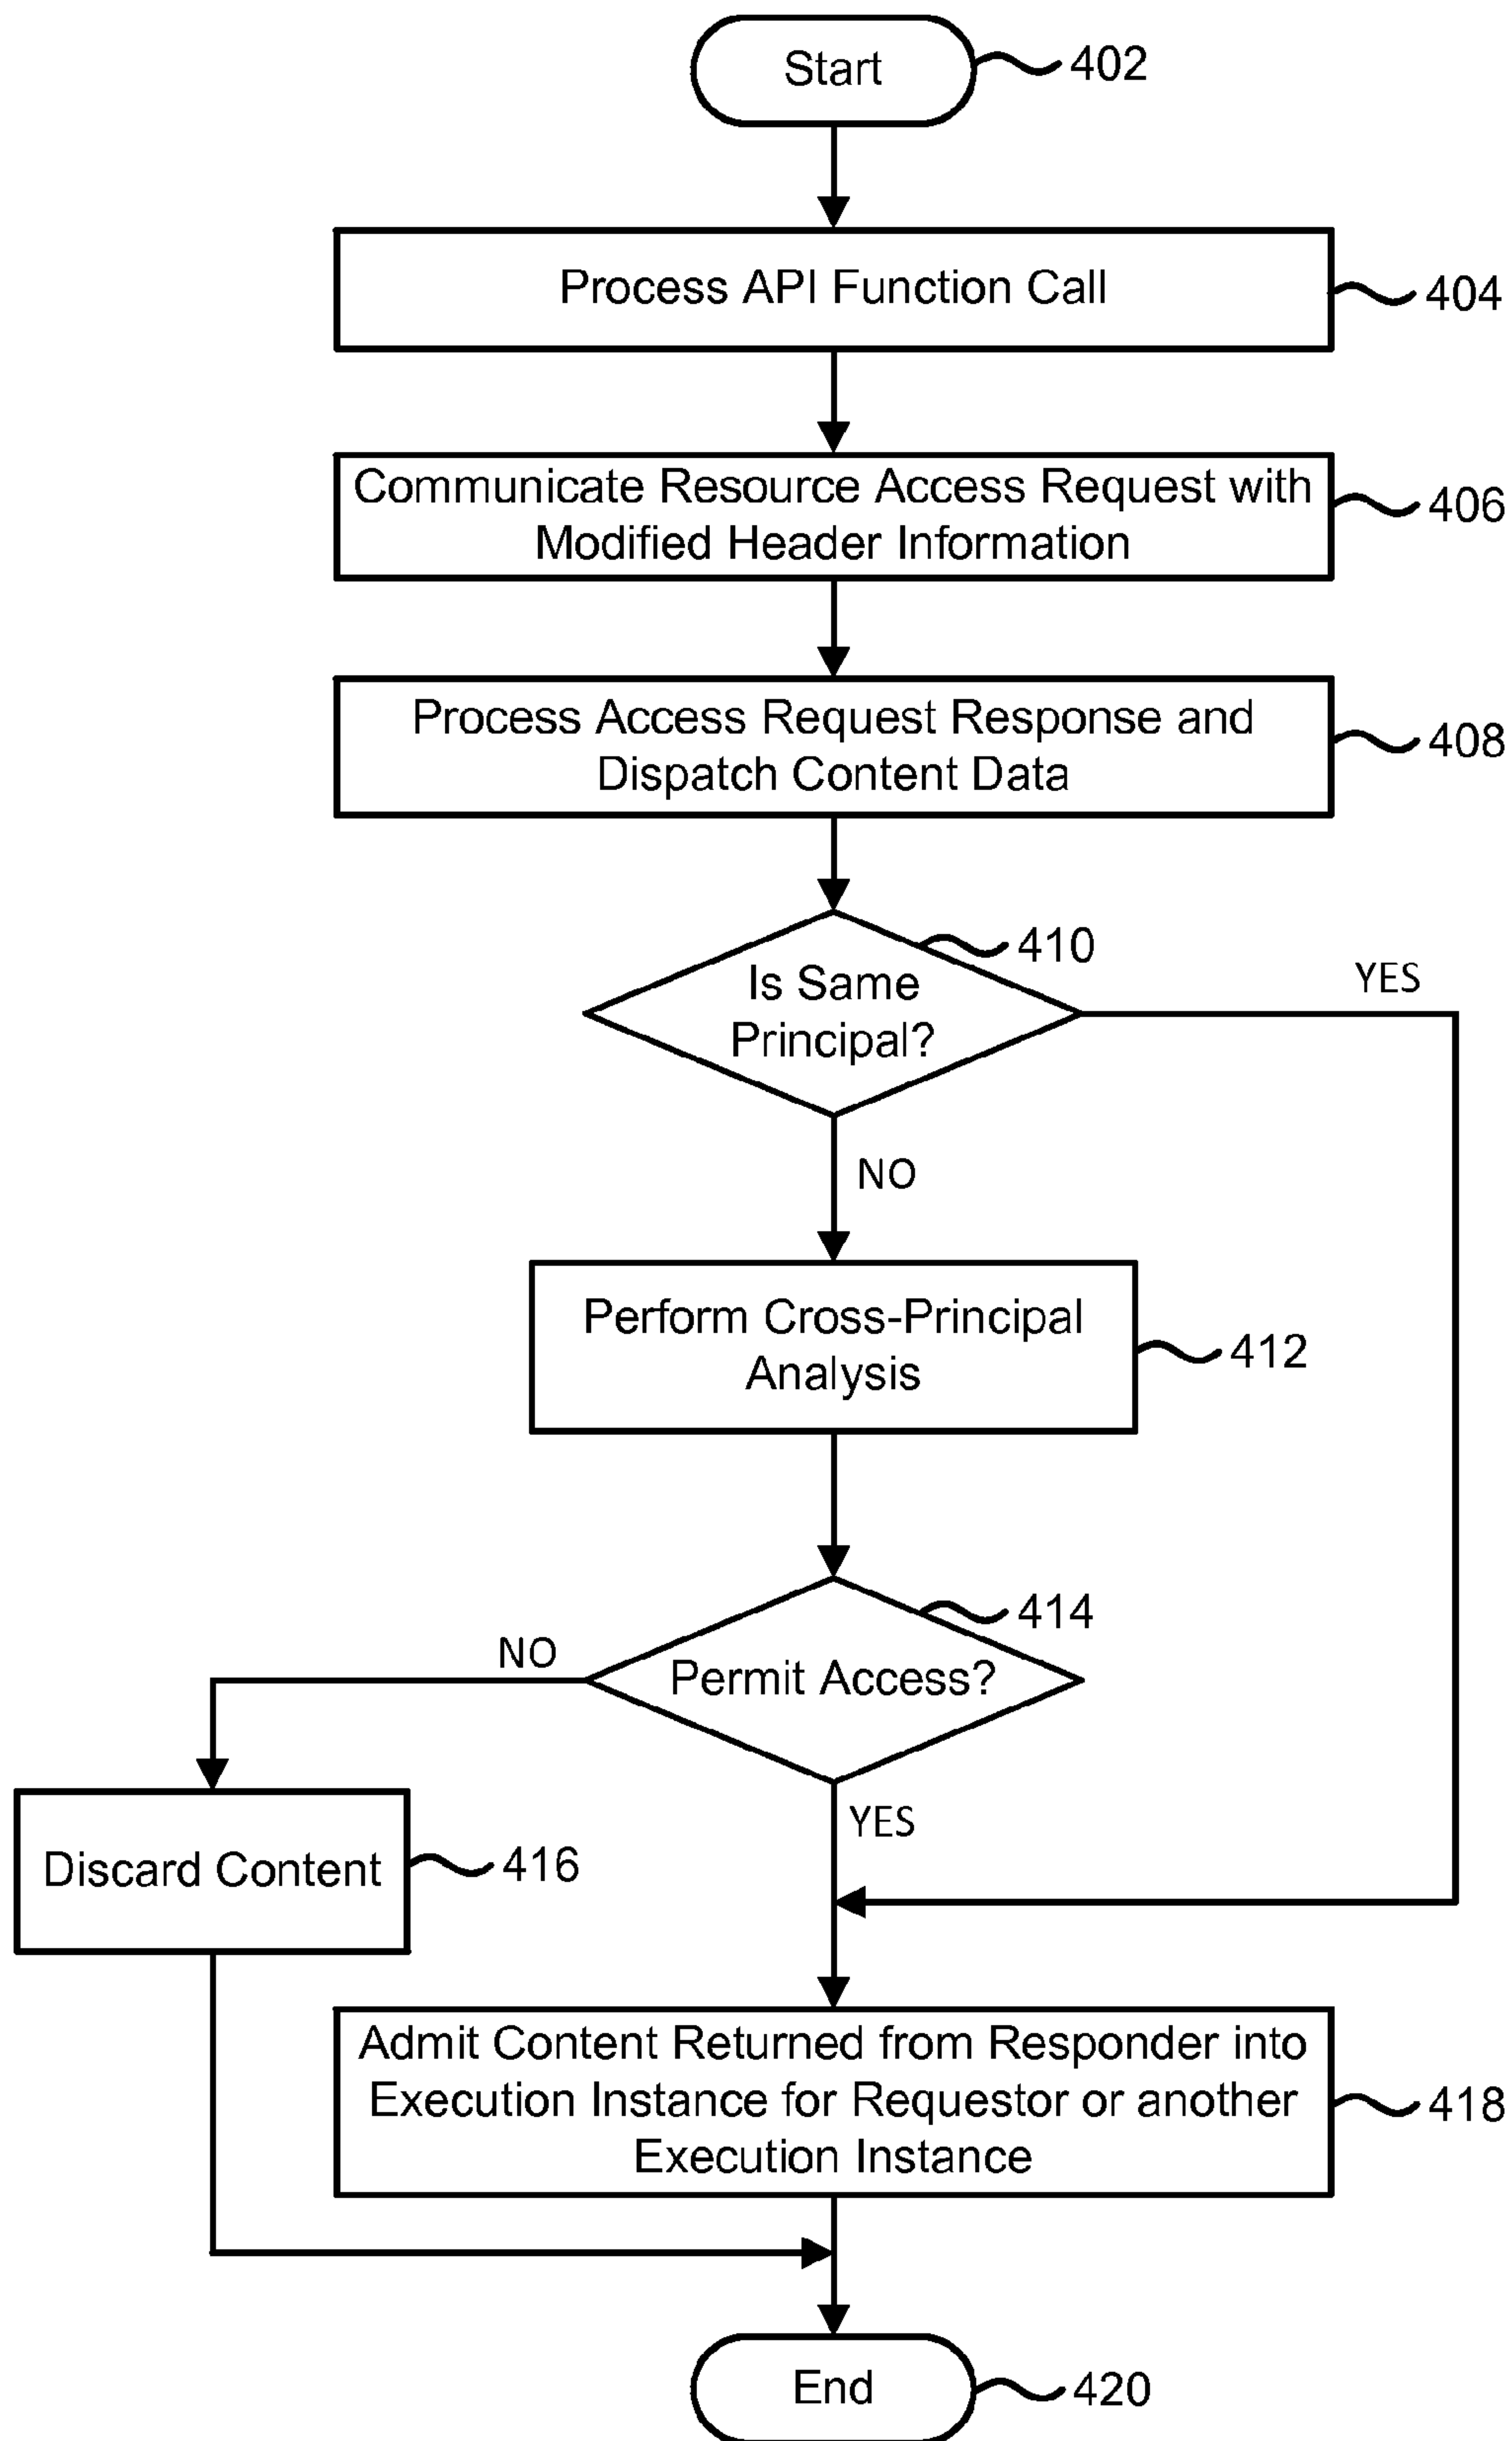 Start
402
Process API Function Call
404
Communicate Resource Access Request with
Modified Header Information
406
Process Access Request Response and
Dispatch Content Data
408
410
Is Same
Principal?
YES
NO
Perform Cross-Principal
Analysis
412
414
Permit Access?
NO
YES
Discard Content
416
Admit Content Returned from Responder into
Execution Instance for Requestor or another
Execution Instance
418
End
420